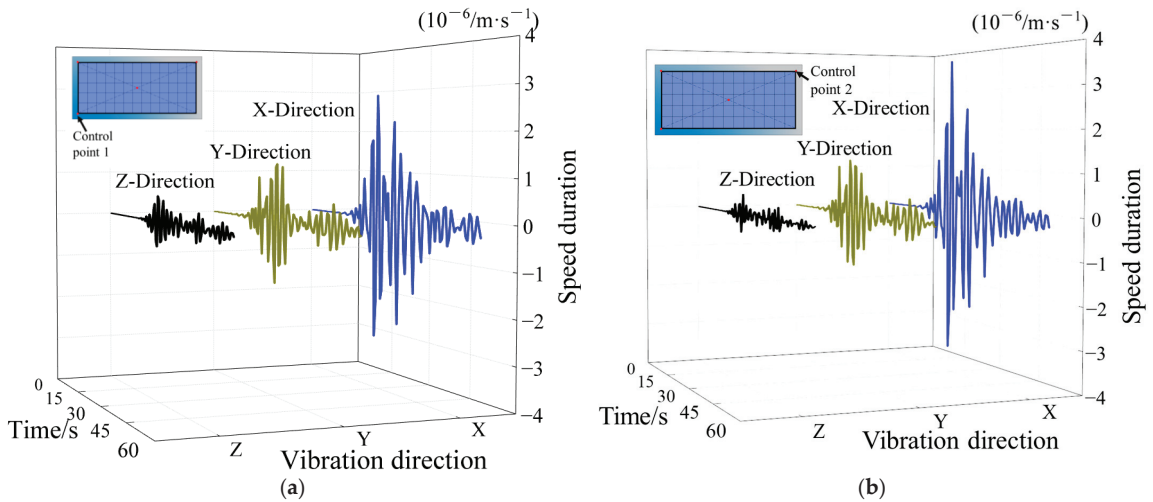 (10⁻⁶/m·s⁻¹)
4
3
2
1
0
−1
−2
−3
−4
Speed duration
Control
point 1
X-Direction
Y-Direction
Z-Direction
0
15
30
45
60
Time/s
Z
Y
X
Vibration direction
(a)
(10⁻⁶/m·s⁻¹)
4
3
2
1
0
−1
−2
−3
−4
Speed duration
Control
point 2
X-Direction
Y-Direction
Z-Direction
0
15
30
45
60
Time/s
Z
Y
X
Vibration direction
(b)